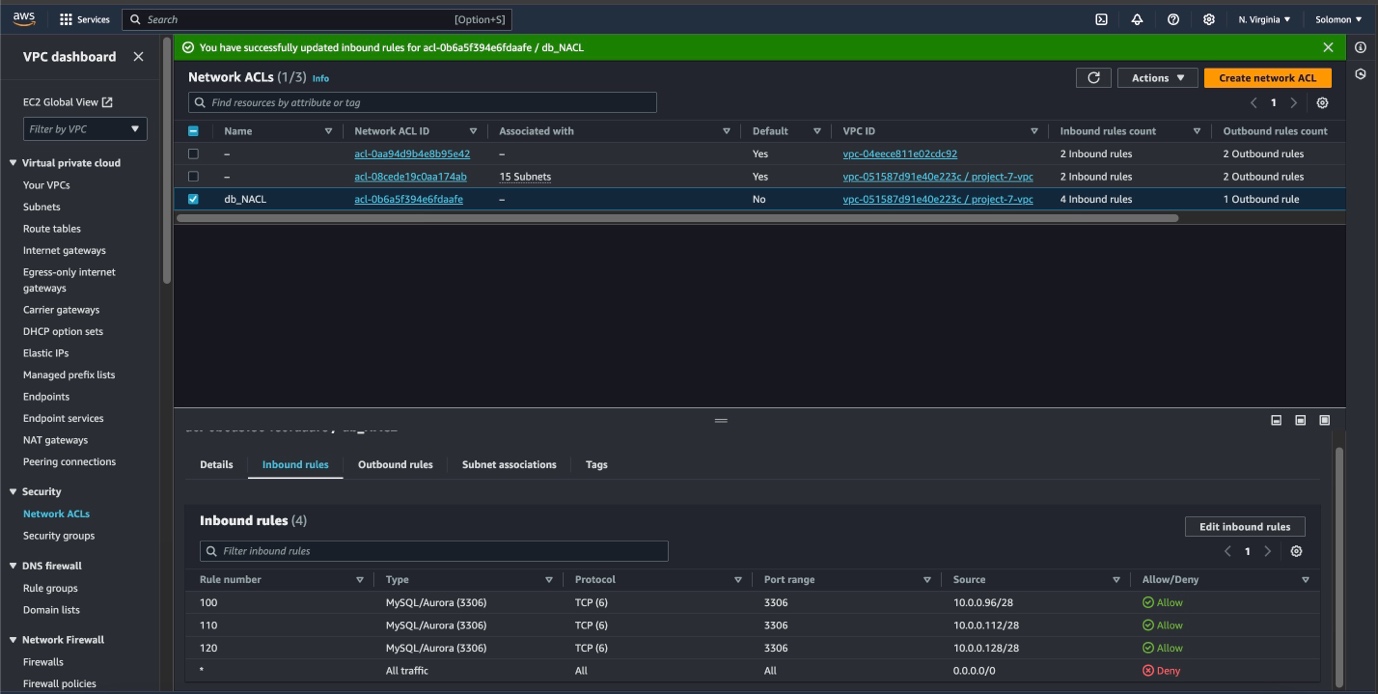 aws Services Search [Option+S] N. Virginia Solomon
VPC dashboard
EC2 Global View
Filter by VPC
Virtual private cloud
Your VPCs
Subnets
Route tables
Internet gateways
Egress-only internet
gateways
Carrier gateways
DHCP option sets
Elastic IPs
Managed prefix lists
Endpoints
Endpoint services
NAT gateways
Peering connections
Security
Network ACLs
Security groups
DNS firewall
Rule groups
Domain lists
Network Firewall
Firewalls
Firewall policies
You have successfully updated inbound rules for acl-0b6a5f394e6fdaafe / db_NACL
Network ACLs (1/3) Info Actions Create network ACL
Find resources by attribute or tag 1
Name Network ACL ID Associated with Default VPC ID Inbound rules count Outbound rules count
– acl-0aa94d9b4e8b95e42 – Yes vpc-04eece811e02cdc92 2 Inbound rules 2 Outbound rules
– acl-08cede19c0aa174ab 15 Subnets Yes vpc-051587d91e40e223c / project-7-vpc 2 Inbound rules 2 Outbound rules
db_NACL acl-0b6a5f394e6fdaafe – No vpc-051587d91e40e223c / project-7-vpc 4 Inbound rules 1 Outbound rule
Details Inbound rules Outbound rules Subnet associations Tags
Inbound rules (4) Edit inbound rules
Filter inbound rules 1
Rule number Type Protocol Port range Source Allow/Deny
100 MySQL/Aurora (3306) TCP (6) 3306 10.0.0.96/28 Allow
110 MySQL/Aurora (3306) TCP (6) 3306 10.0.0.112/28 Allow
120 MySQL/Aurora (3306) TCP (6) 3306 10.0.0.128/28 Allow
* All traffic All All 0.0.0.0/0 Deny